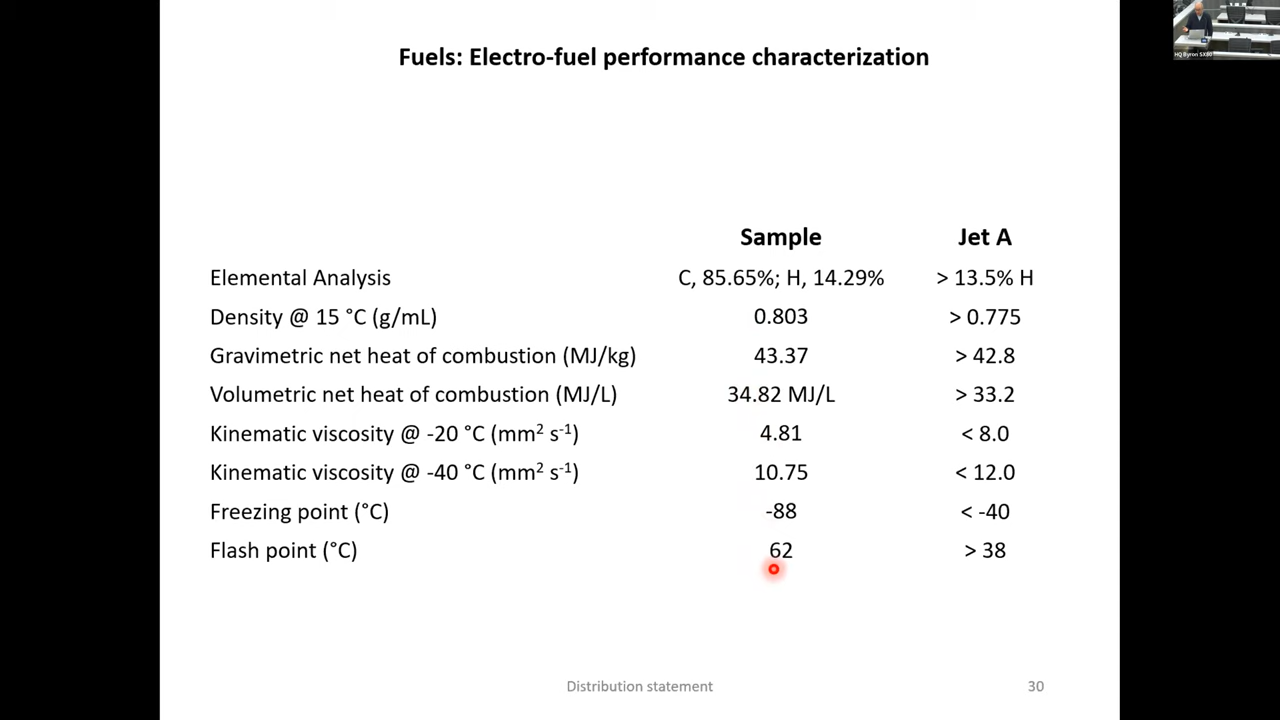 Fuels: Electro-fuel performance characterization
Sample Jet A
Elemental Analysis C, 85.65%; H, 14.29% > 13.5% H
Density @ 15 °C (g/mL) 0.803 > 0.775
Gravimetric net heat of combustion (MJ/kg) 43.37 > 42.8
Volumetric net heat of combustion (MJ/L) 34.82 MJ/L > 33.2
Kinematic viscosity @ -20 °C (mm² s⁻¹) 4.81 < 8.0
Kinematic viscosity @ -40 °C (mm² s⁻¹) 10.75 < 12.0
Freezing point (°C) -88 < -40
Flash point (°C) 62 > 38
Distribution statement 30